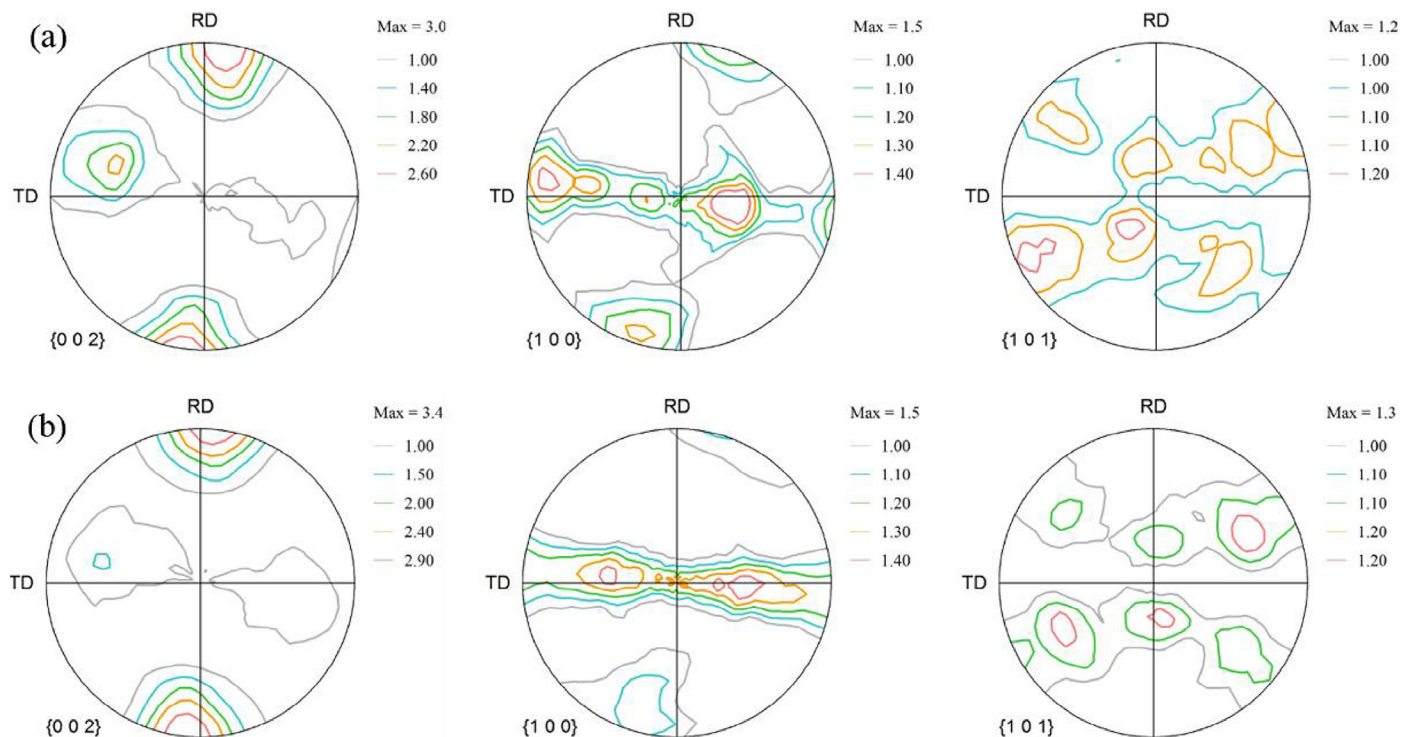 (a)
RD
TD
{0 0 2}
Max = 3.0
1.00
1.40
1.80
2.20
2.60
{1 0 0}
Max = 1.5
1.00
1.10
1.20
1.30
1.40
RD
TD
{1 0 1}
Max = 1.2
1.00
1.00
1.10
1.10
1.20
(b)
RD
TD
{0 0 2}
Max = 3.4
1.00
1.50
2.00
2.40
2.90
RD
TD
{1 0 0}
Max = 1.5
1.00
1.10
1.20
1.30
1.40
RD
TD
{1 0 1}
Max = 1.3
1.00
1.10
1.10
1.20
1.20